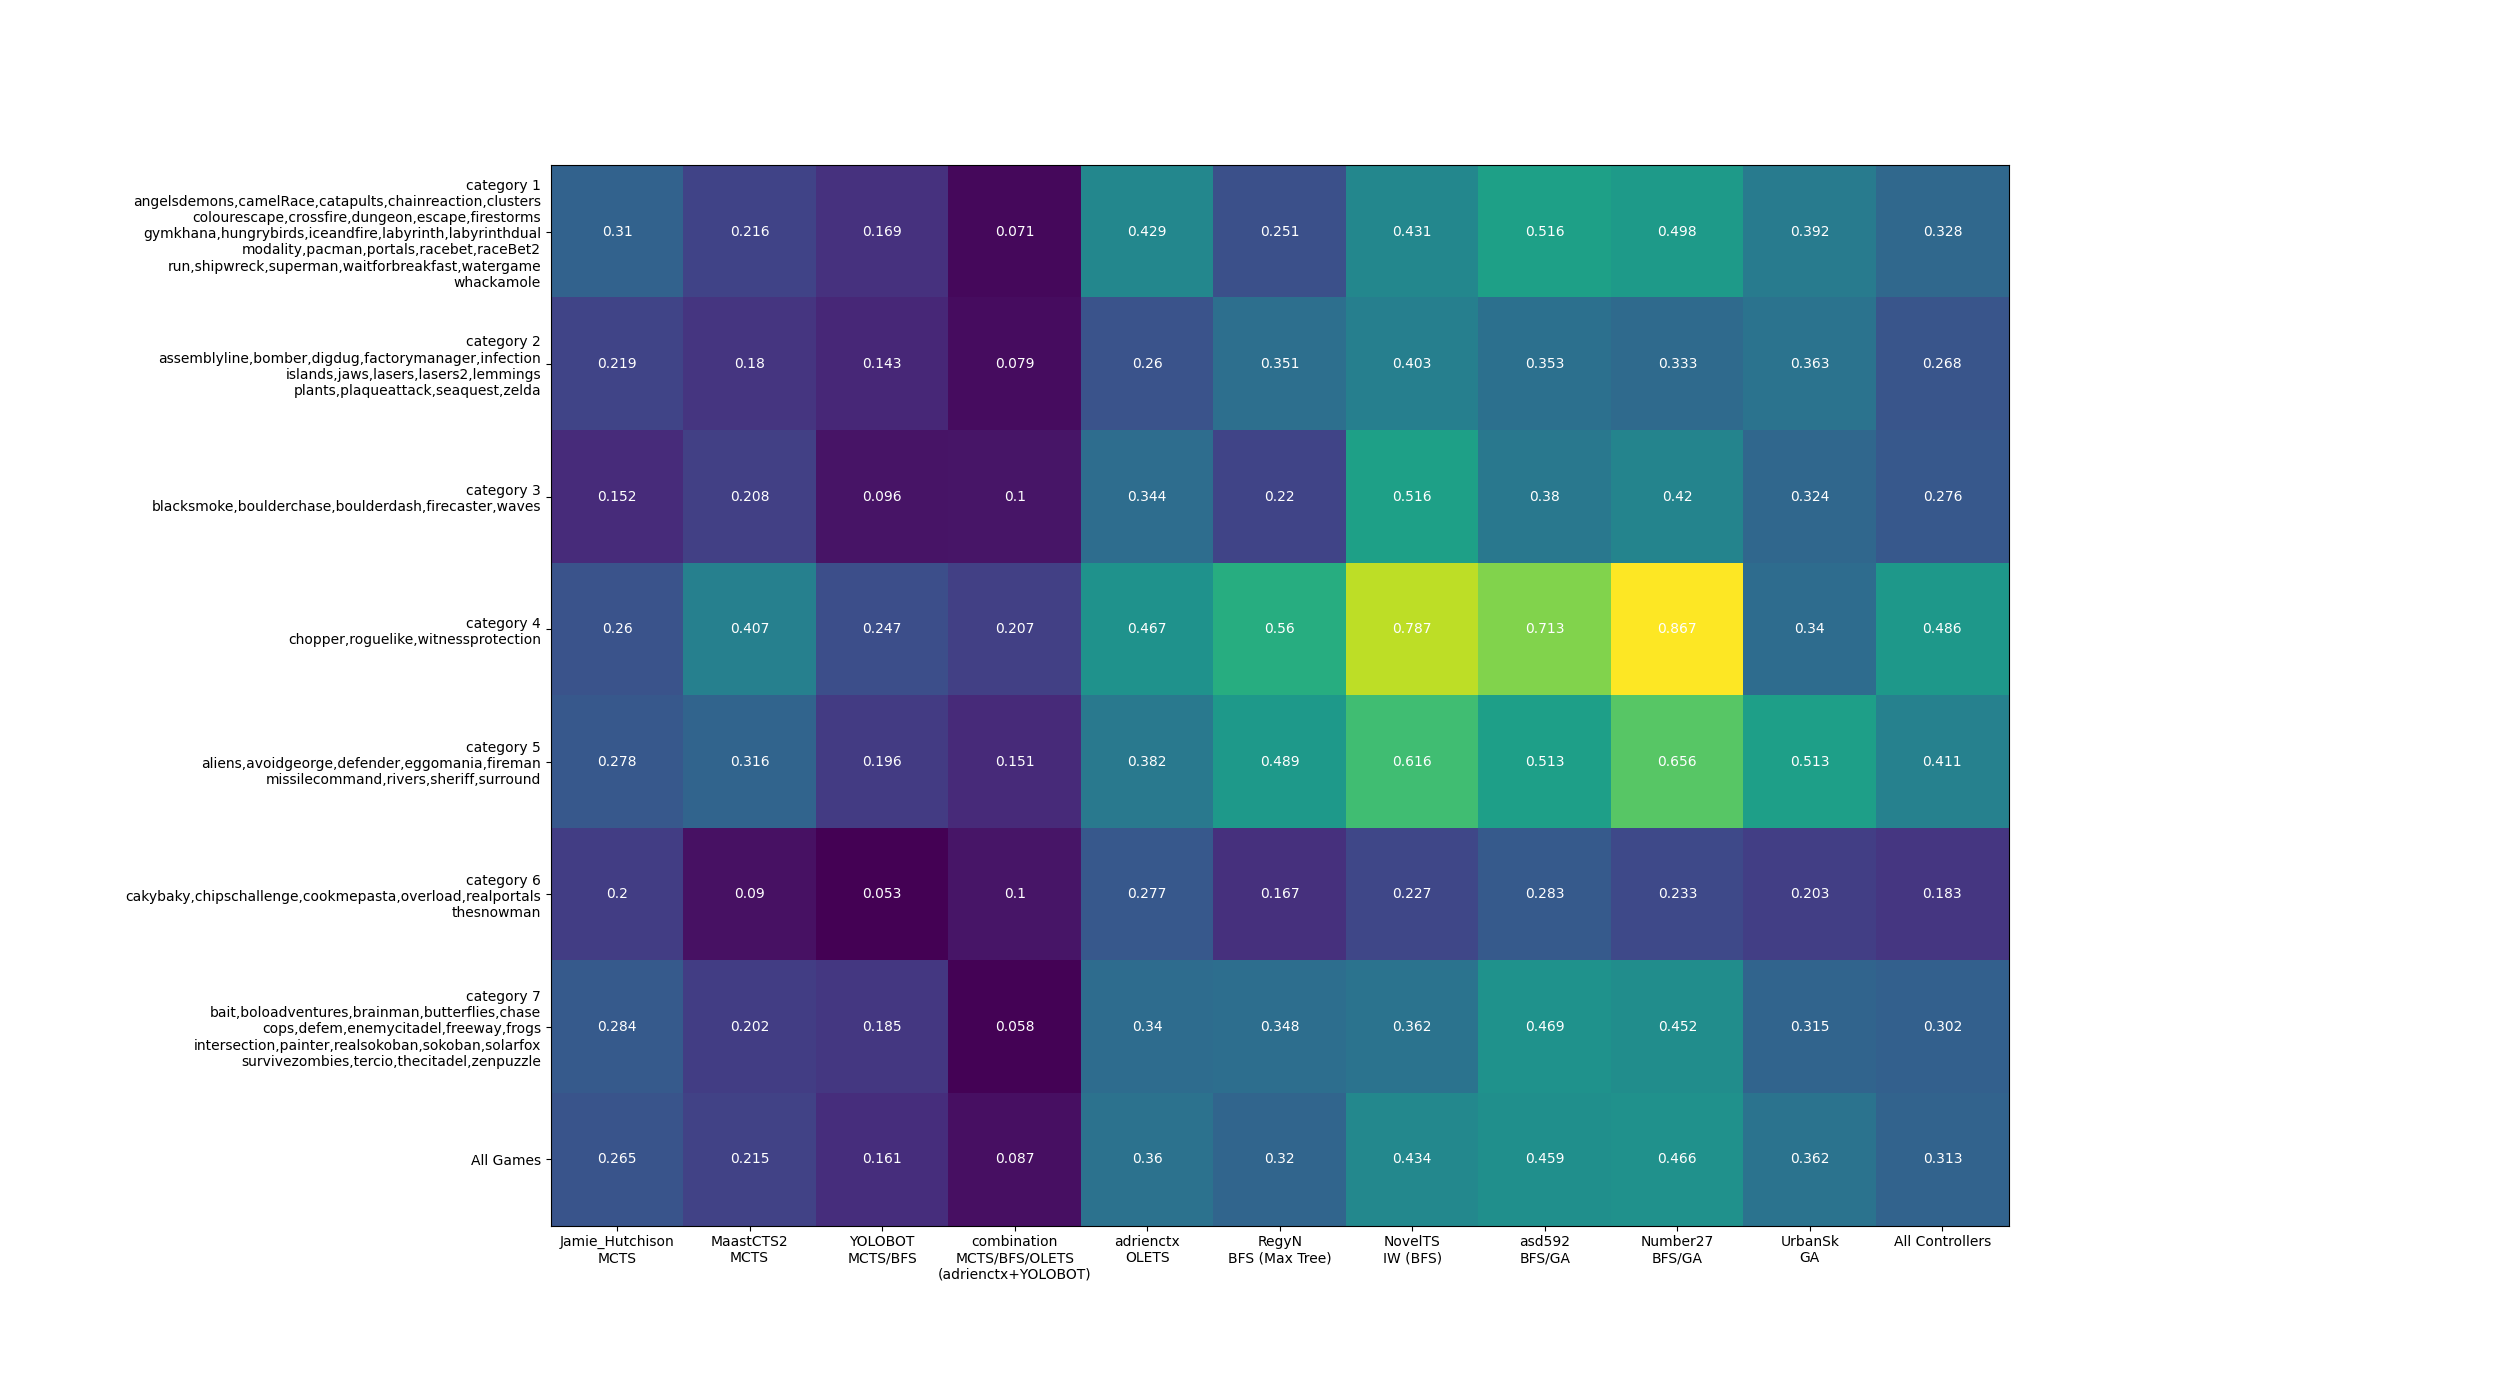 category 1
angelsdemons,camelRace,catapults,chainreaction,clusters
colourescape,crossfire,dungeon,escape,firestorms
gymkhana,hungrybirds,iceandfire,labyrinth,labyrinthdual
modality,pacman,portals,racebet,raceBet2
run,shipwreck,superman,waitforbreakfast,watergame
whackamole
0.31 0.216 0.169 0.071 0.429 0.251 0.431 0.516 0.498 0.392 0.328
category 2
assemblyline,bomber,digdug,factorymanager,infection
islands,jaws,lasers,lasers2,lemmings
plants,plaqueattack,seaquest,zelda
0.219 0.18 0.143 0.079 0.26 0.351 0.403 0.353 0.333 0.363 0.268
category 3
blacksmoke,boulderchase,boulderdash,firecaster,waves
0.152 0.208 0.096 0.1 0.344 0.22 0.516 0.38 0.42 0.324 0.276
category 4
chopper,roguelike,witnessprotection
0.26 0.407 0.247 0.207 0.467 0.56 0.787 0.713 0.867 0.34 0.486
category 5
aliens,avoidgeorge,defender,eggomania,fireman
missilecommand,rivers,sheriff,surround
0.278 0.316 0.196 0.151 0.382 0.489 0.616 0.513 0.656 0.513 0.411
category 6
cakybaky,chipschallenge,cookmepasta,overload,realportals
thesnowman
0.2 0.09 0.053 0.1 0.277 0.167 0.227 0.283 0.233 0.203 0.183
category 7
bait,boloadventures,brainman,butterflies,chase
cops,defem,enemycitadel,freeway,frogs
intersection,painter,realsokoban,sokoban,solarfox
survivezombies,tercio,thecitadel,zenpuzzle
0.284 0.202 0.185 0.058 0.34 0.348 0.362 0.469 0.452 0.315 0.302
All Games
0.265 0.215 0.161 0.087 0.36 0.32 0.434 0.459 0.466 0.362 0.313
Jamie_Hutchison
MCTS
MaastCTS2
MCTS
YOLOBOT
MCTS/BFS
combination
MCTS/BFS/OLETS
(adrienctx+YOLOBOT)
adrienctx
OLETS
RegyN
BFS (Max Tree)
NovelTS
IW (BFS)
asd592
BFS/GA
Number27
BFS/GA
UrbanSk
GA
All Controllers